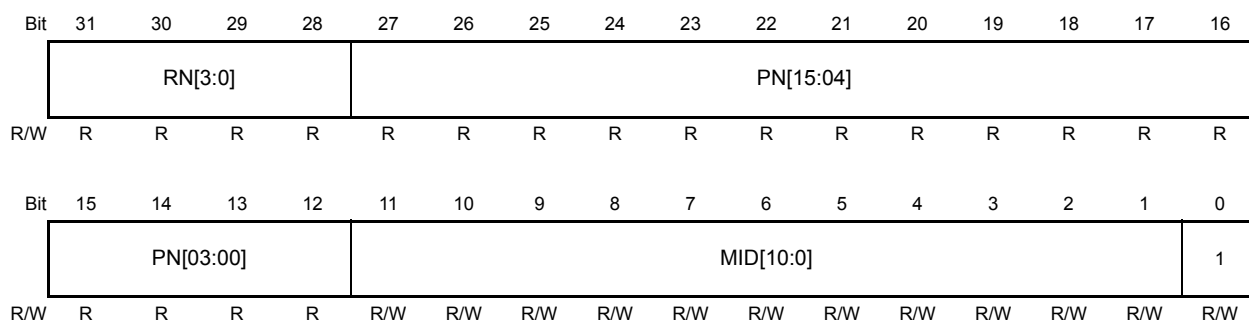 Bit 31 30 29 28 27 26 25 24 23 22 21 20 19 18 17 16
RN[3:0] PN[15:04]
R/W R R R R R R R R R R R R R R R R
Bit 15 14 13 12 11 10 9 8 7 6 5 4 3 2 1 0
PN[03:00] MID[10:0] 1
R/W R R R R R/W R/W R/W R/W R/W R/W R/W R/W R/W R/W R/W R/W